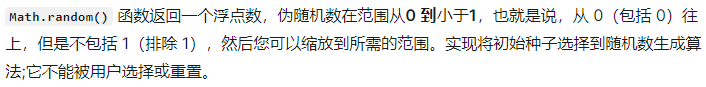 Math.random() 函数返回一个浮点数，伪随机数在范围从0 到小于1，也就是说，从 0（包括 0）往
上，但是不包括 1（排除 1），然后您可以缩放到所需的范围。实现将初始种子选择到随机数生成算
法;它不能被用户选择或重置。